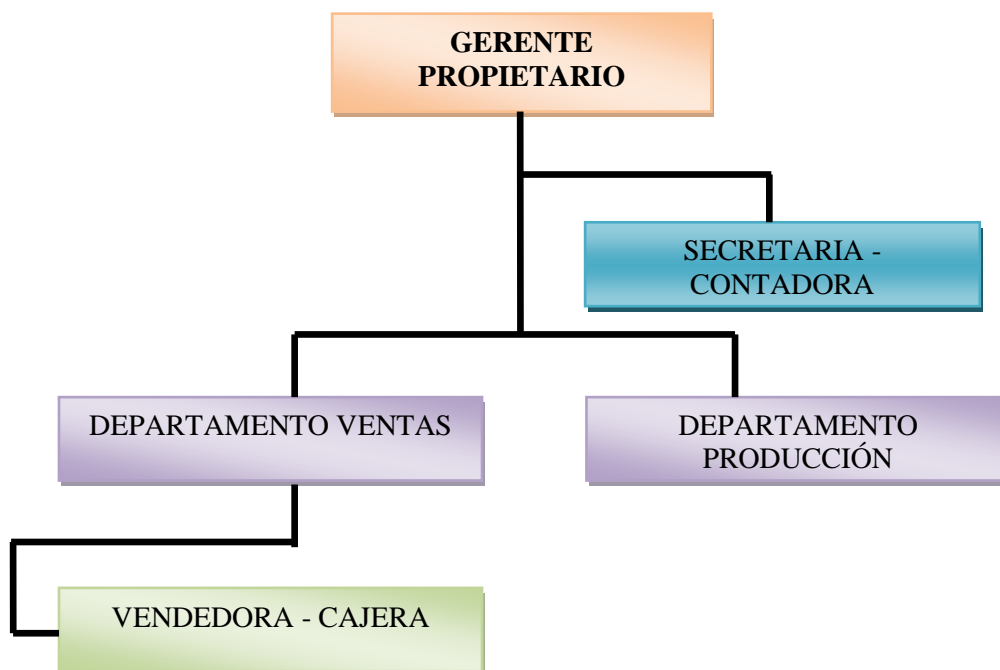 GERENTE
PROPIETARIO
SECRETARIA -
CONTADORA
DEPARTAMENTO VENTAS
DEPARTAMENTO
PRODUCCIÓN
VENDEDORA - CAJERA